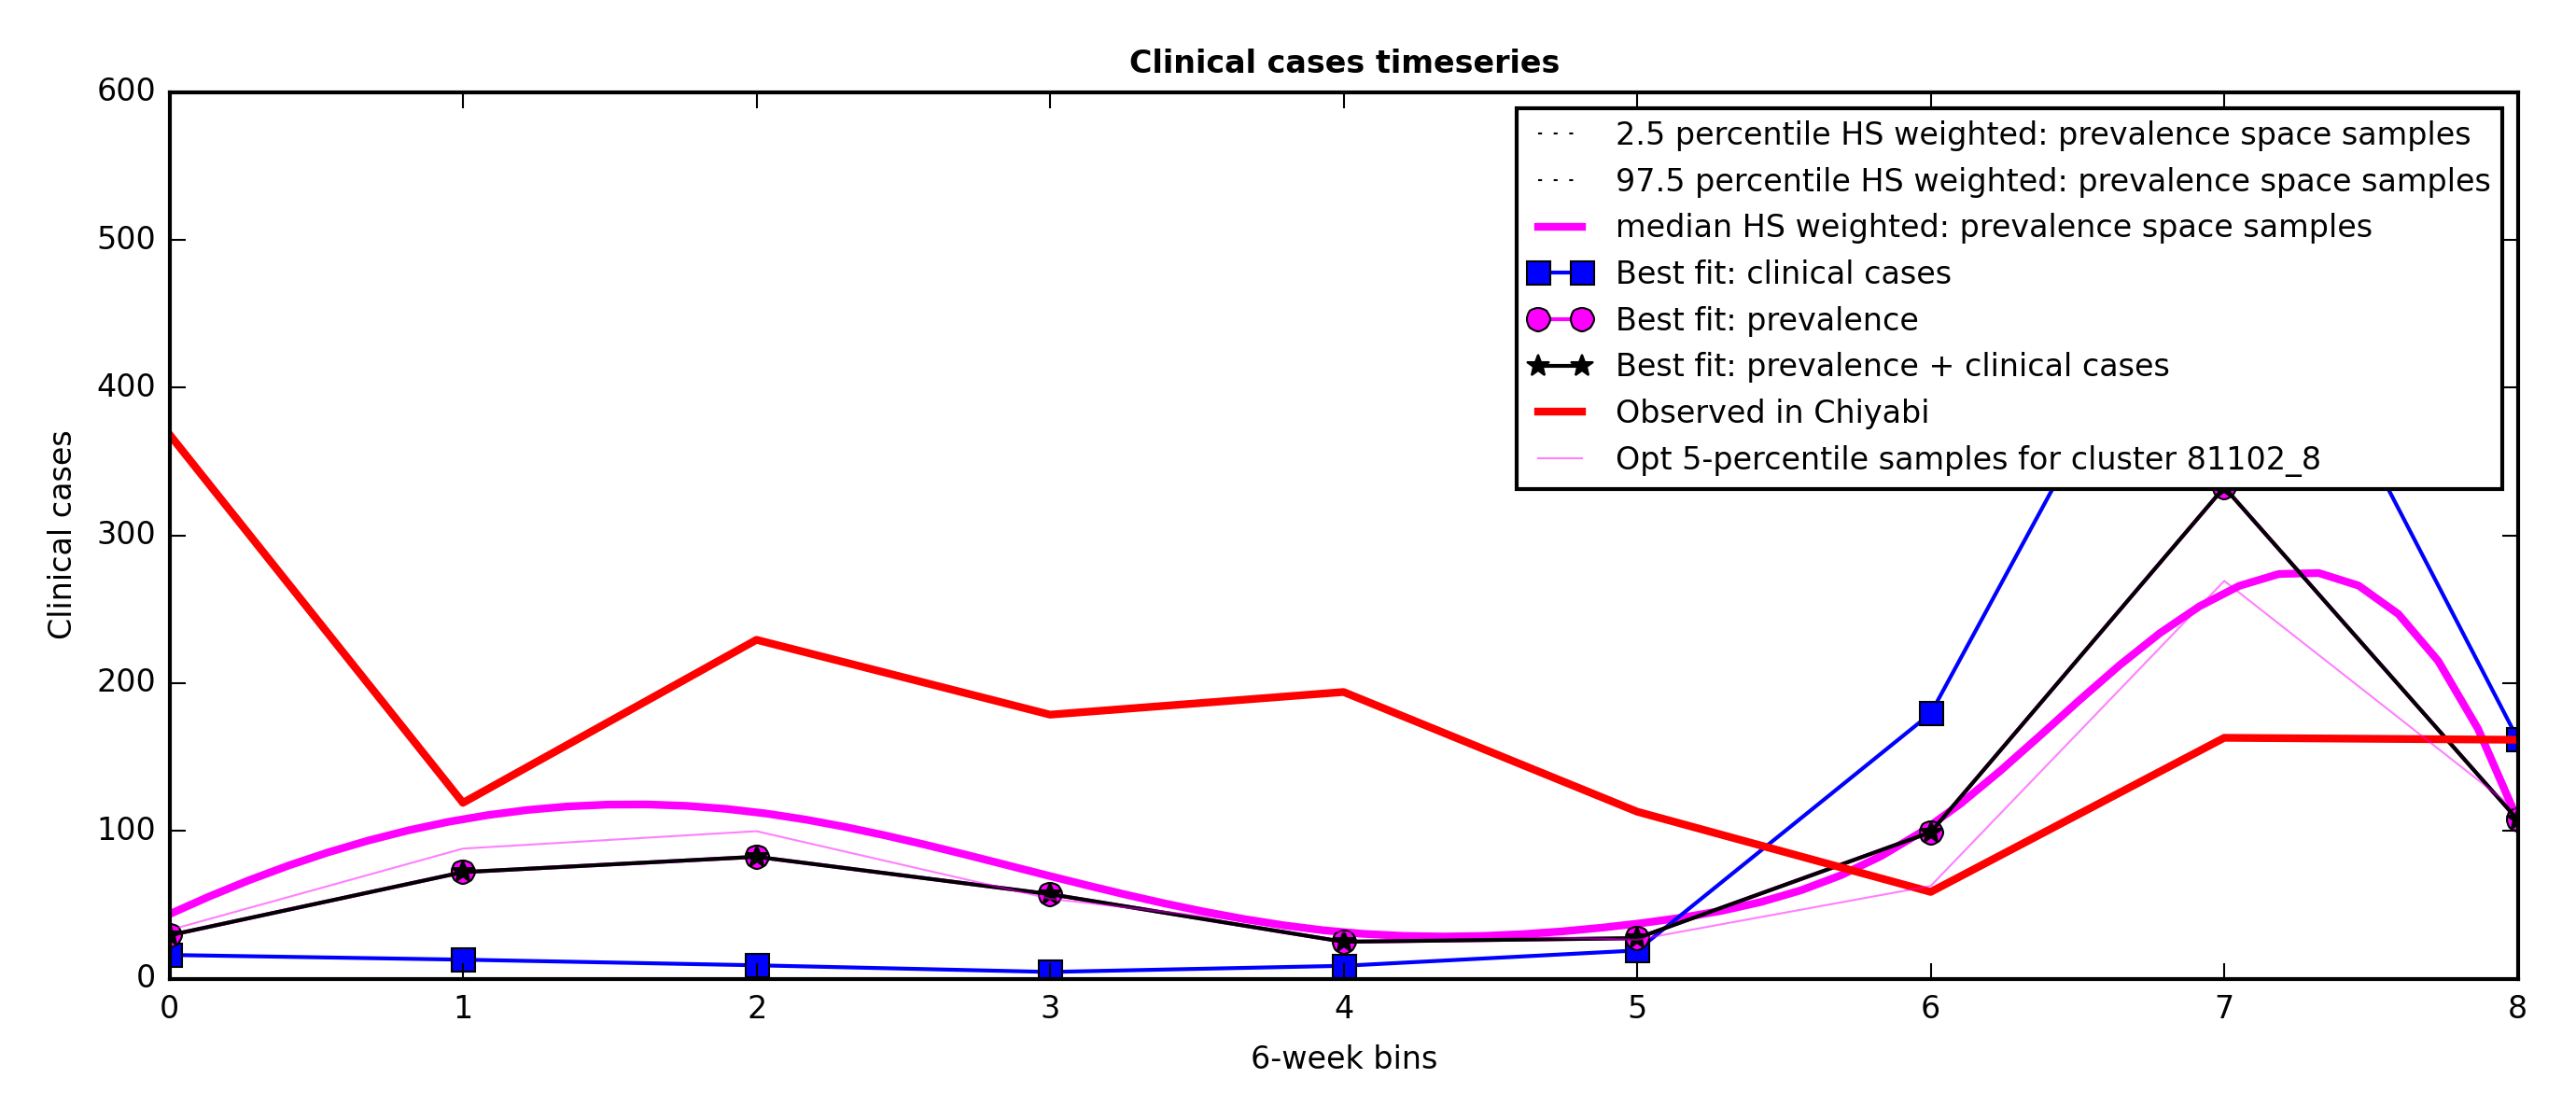 Clinical cases timeseries
600
500
400
300
200
100
0
Clinical cases
2.5 percentile HS weighted: prevalence space samples
97.5 percentile HS weighted: prevalence space samples
median HS weighted: prevalence space samples
Best fit: clinical cases
Best fit: prevalence
Best fit: prevalence + clinical cases
Observed in Chiyabi
Opt 5-percentile samples for cluster 81102_8
0 1 2 3 4 5 6 7 8
6-week bins